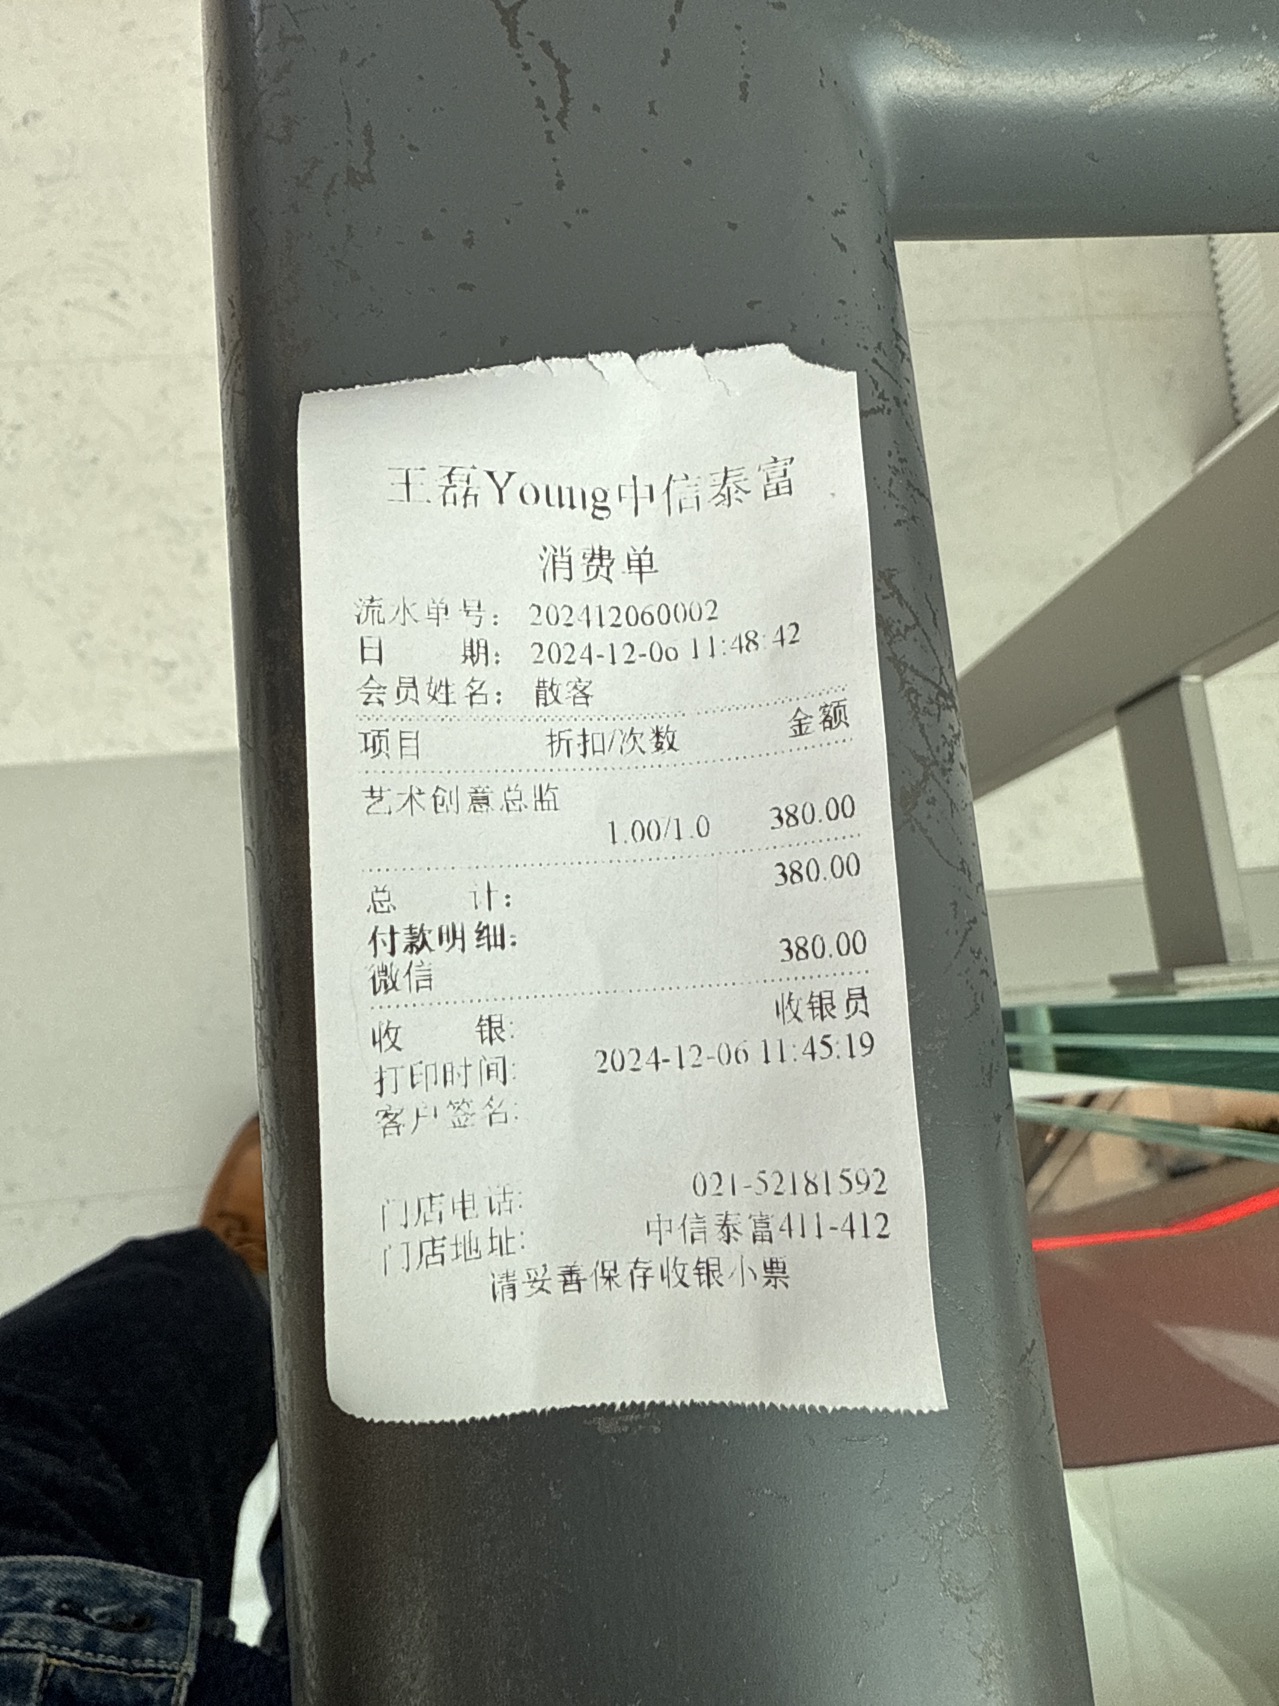 王磊Young中信泰富
消费单
流水单号： 202412060002
日　　期： 2024-12-06 11:48:42
会员姓名： 散客
项目 折扣/次数 金额
艺术创意总监
1.00/1.0 380.00
总　　计： 380.00
付款明细：
微信 380.00
收　　银: 收银员
打印时间: 2024-12-06 11:45:19
客户签名:
门店电话: 021-52181592
门店地址: 中信泰富411-412
请妥善保存收银小票